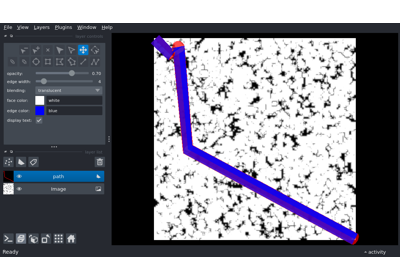 File View Layers Plugins Window Help
opacity: 0.70
edge width: 4
blending: translucent
face color: white
edge color: blue
display text:
path
Image
Ready activity